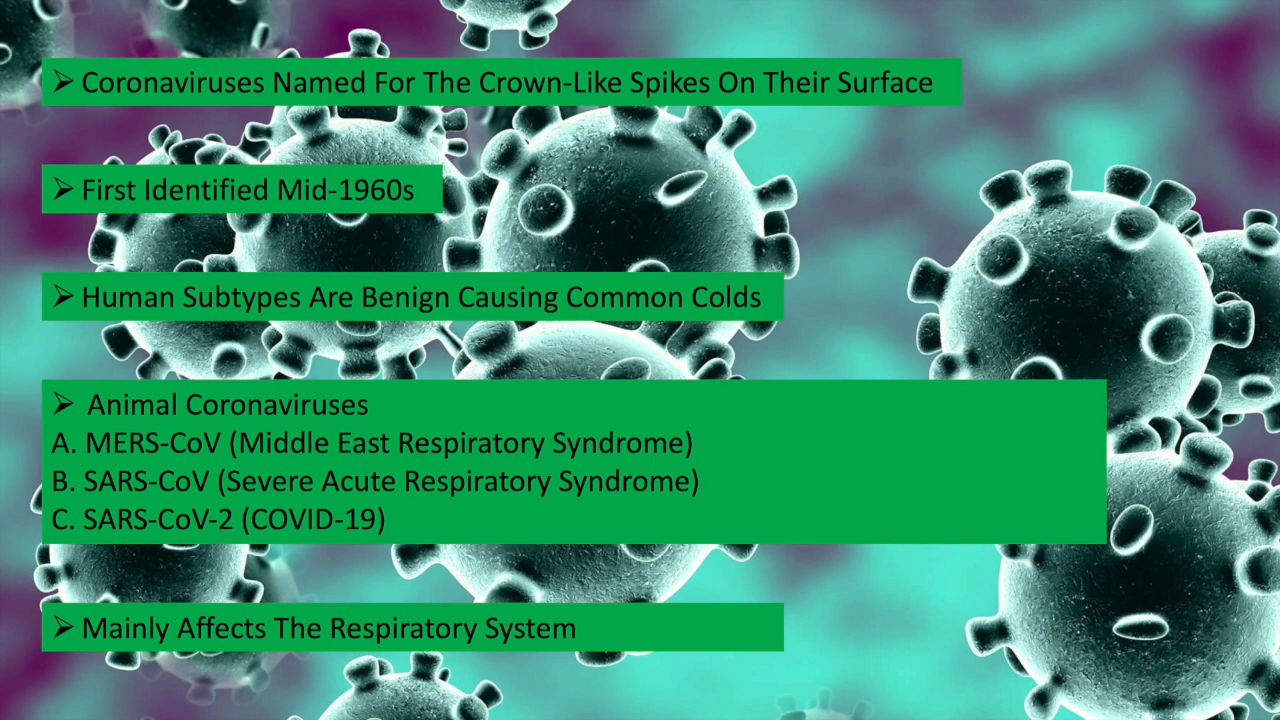 ➢ Coronaviruses Named For The Crown-Like Spikes On Their Surface
➢ First Identified Mid-1960s
➢ Human Subtypes Are Benign Causing Common Colds
➢ Animal Coronaviruses
A. MERS-CoV (Middle East Respiratory Syndrome)
B. SARS-CoV (Severe Acute Respiratory Syndrome)
C. SARS-CoV-2 (COVID-19)
➢ Mainly Affects The Respiratory System